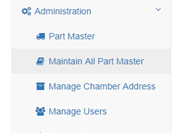 Administration
Part Master
Maintain All Part Master
Manage Chamber Address
Manage Users